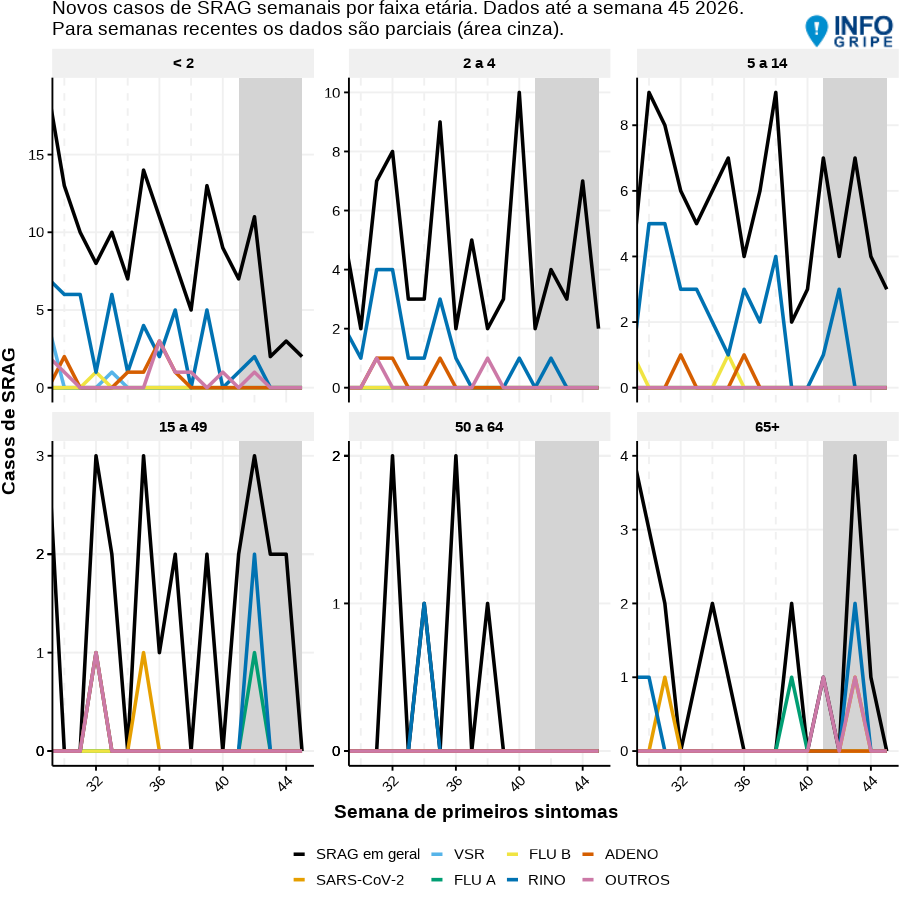 Novos casos de SRAG semanais por faixa etária. Dados até a semana 45 2026.
Para semanas recentes os dados são parciais (área cinza).
INFO
GRIPE
< 2
2 a 4
5 a 14
15
10
5
0
10
8
6
4
2
0
8
6
4
2
0
Casos de SRAG
15 a 49
50 a 64
65+
3
2
1
0
2
1
0
4
3
2
1
0
32 36 40 44
32 36 40 44
32 36 40 44
Semana de primeiros sintomas
SRAG em geral VSR FLU B ADENO
SARS-CoV-2 FLU A RINO OUTROS